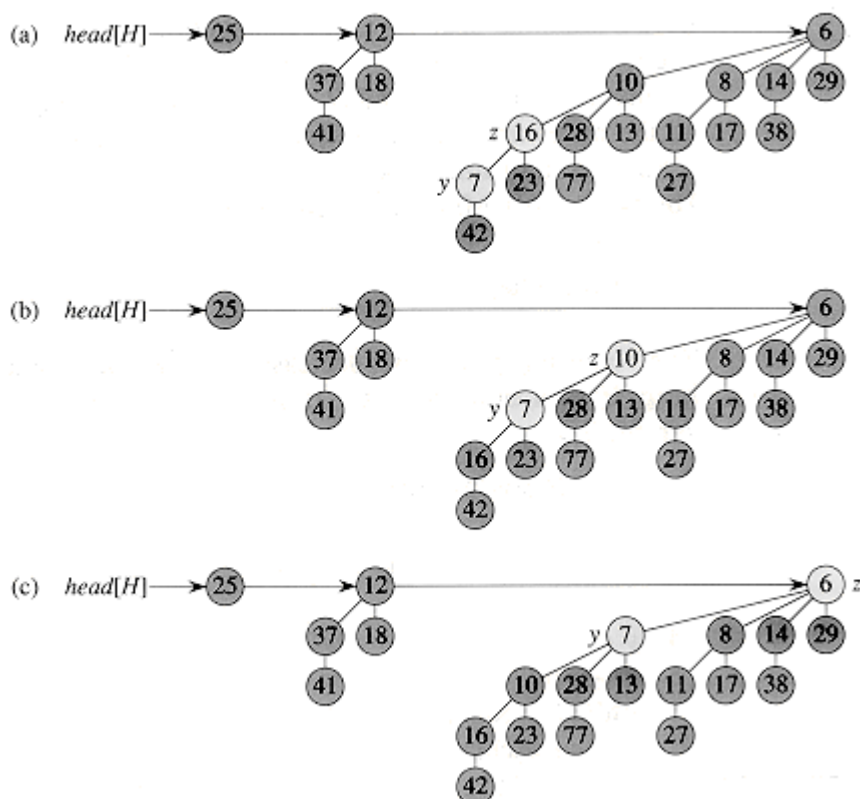 (a) head[H] 25 12 6
37 18 10 8 14 29
41 z 16 28 13 11 17 38
y 7 23 77 27
42
(b) head[H] 25 12 6
37 18 z 10 8 14 29
41 y 7 28 13 11 17 38
16 23 77 27
42
(c) head[H] 25 12 6 z
37 18 y 7 8 14 29
41 10 28 13 11 17 38
16 23 77 27
42